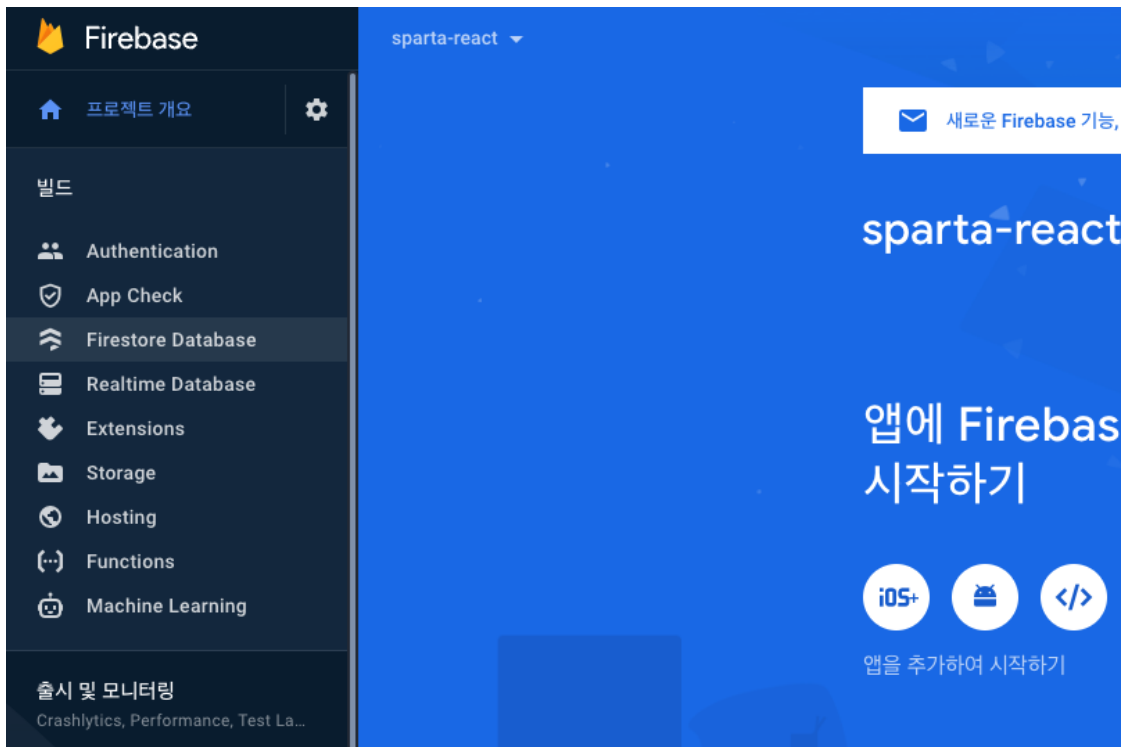 Firebase
프로젝트 개요
빌드
Authentication
App Check
Firestore Database
Realtime Database
Extensions
Storage
Hosting
Functions
Machine Learning
출시 및 모니터링
Crashlytics, Performance, Test La...
sparta-react
새로운 Firebase 기능,
sparta-react
앱에 Firebas
시작하기
iOS+
</>
앱을 추가하여 시작하기